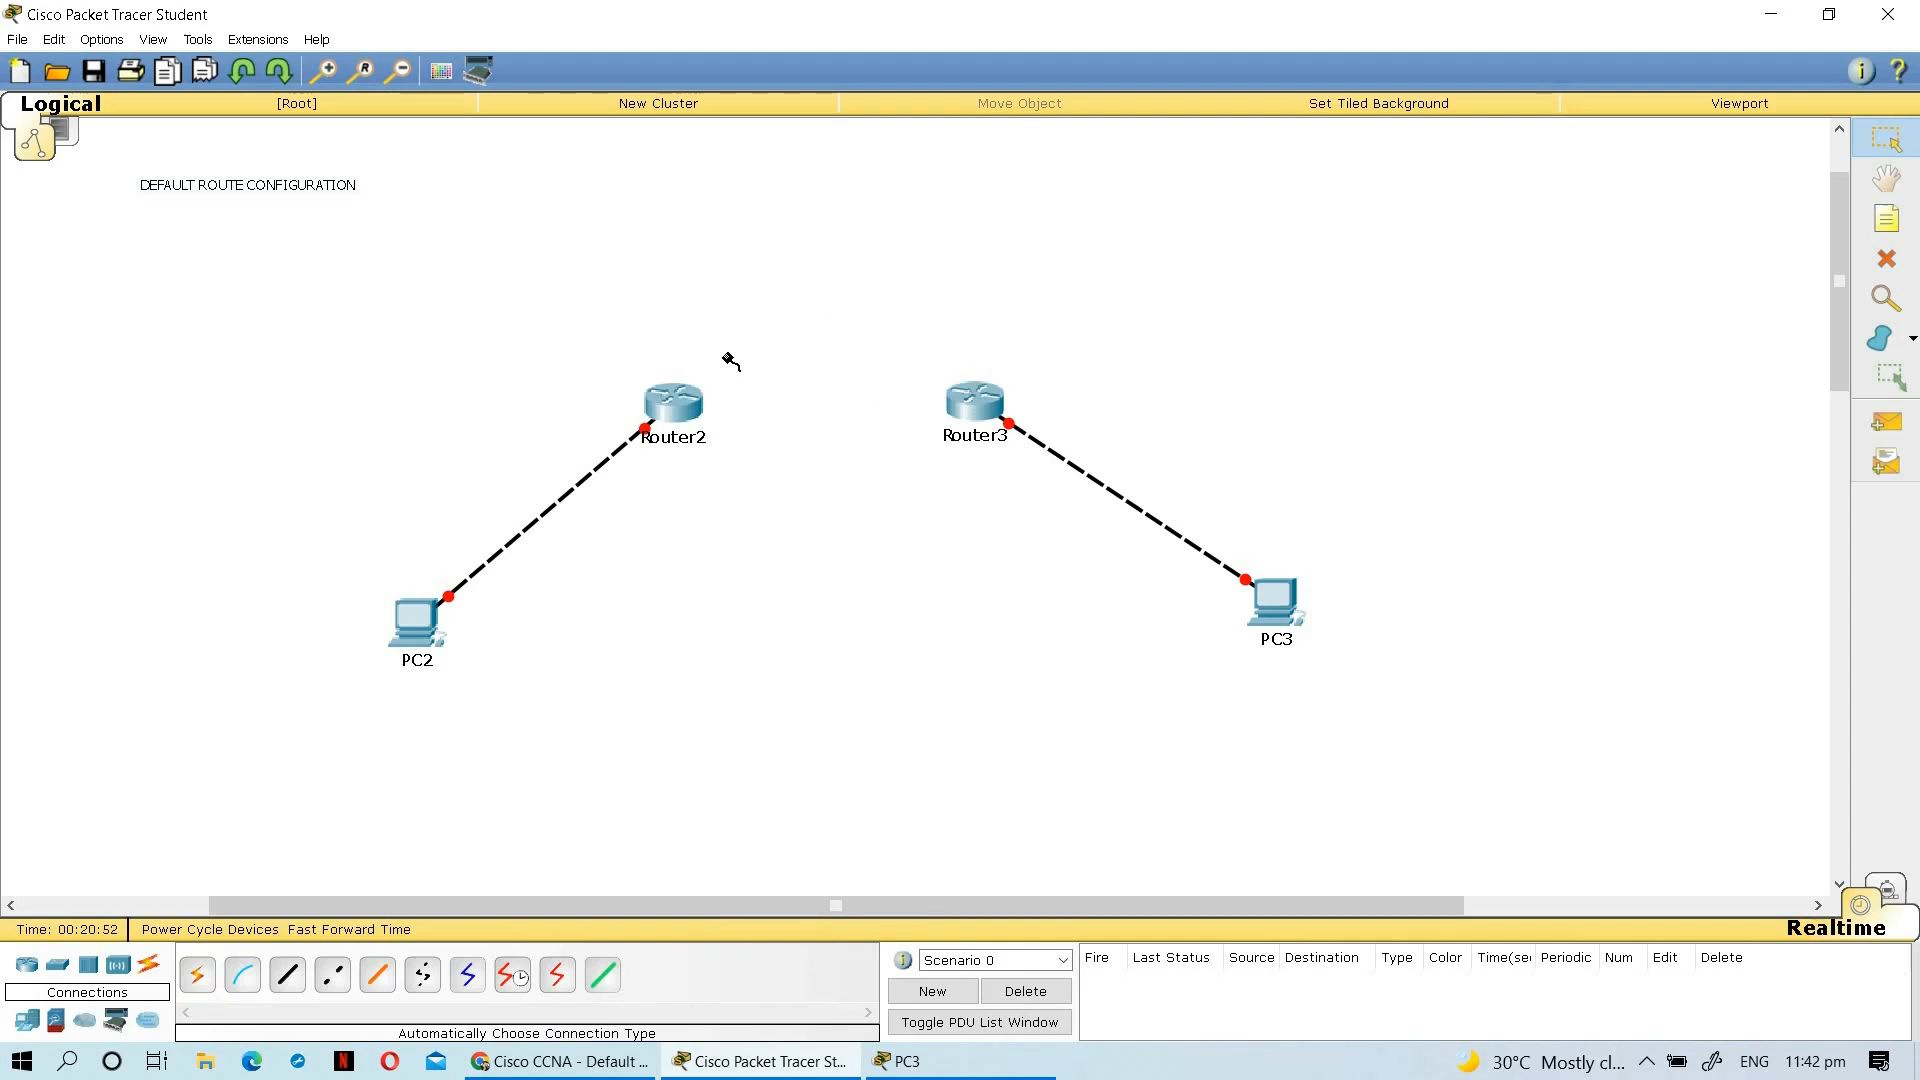 Cisco Packet Tracer Student
File Edit Options View Tools Extensions Help
Logical [Root] New Cluster Move Object Set Tiled Background Viewport
DEFAULT ROUTE CONFIGURATION
Router2
Router3
PC2
PC3
Time: 00:20:52 Power Cycle Devices Fast Forward Time Realtime
Connections
Automatically Choose Connection Type
Scenario 0
New Delete
Toggle PDU List Window
Fire Last Status Source Destination Type Color Time(se Periodic Num Edit Delete
Cisco CCNA - Default ... Cisco Packet Tracer St... PC3 30°C Mostly cl... ENG 11:42 pm